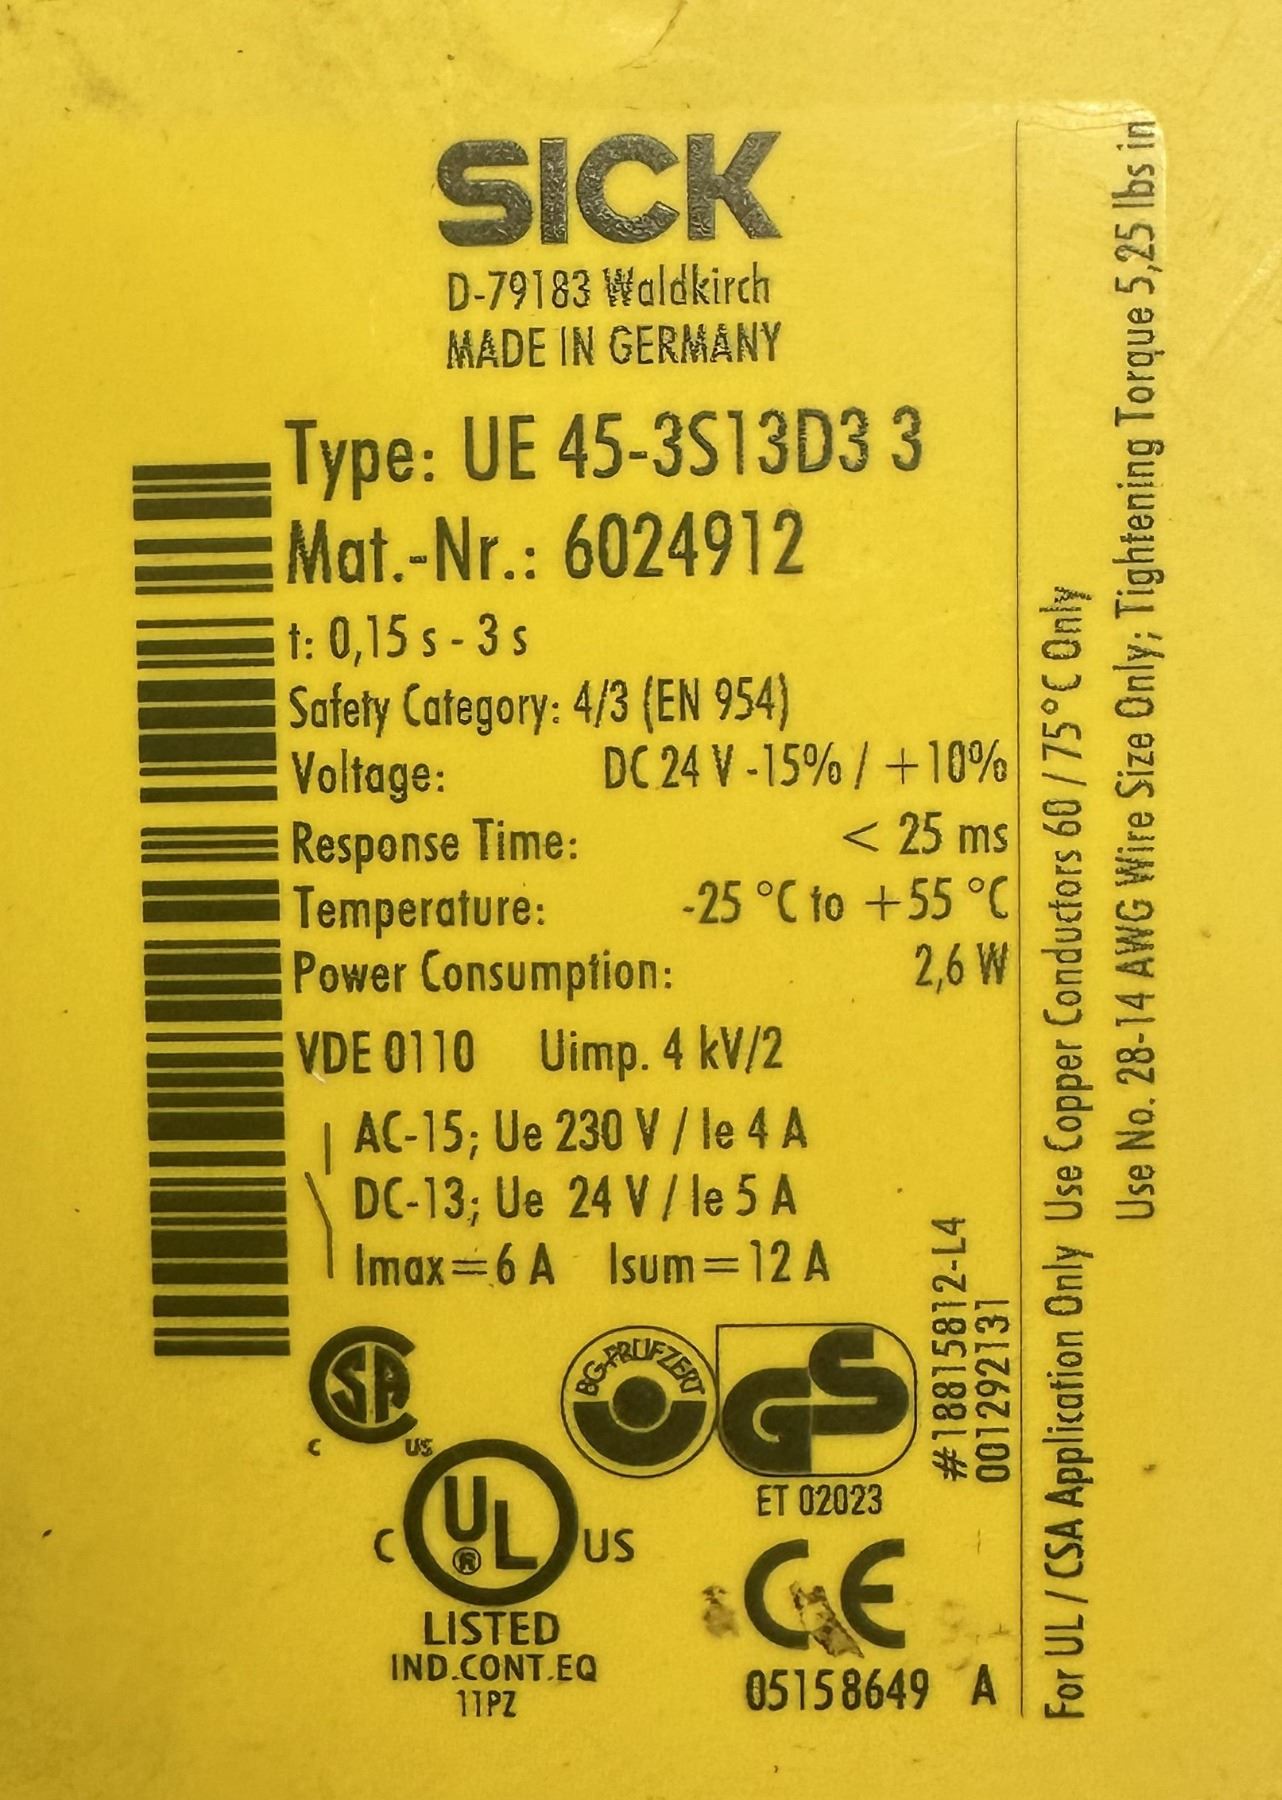 SICK
D-79183 Waldkirch
MADE IN GERMANY
Type: UE 45-3S13D3 3
Mat.-Nr.: 6024912
t: 0,15 s - 3 s
Safety Category: 4/3 (EN 954)
Voltage: DC 24 V -15% / +10%
Response Time: < 25 ms
Temperature: -25 °C to +55 °C
Power Consumption: 2,6 W
VDE 0110 Uimp. 4 kV/2
AC-15; Ue 230 V / Ie 4 A
DC-13; Ue 24 V / Ie 5 A
Imax=6 A Isum=12 A
SA
C US
BG-PRÜFZERT
GS
ET 02023
C UL ® US
LISTED
IND.CONT.EQ
11PZ
CE
05158649 A
#18815812-L4
001292131
For UL / CSA Application Only Use Copper Conductors 60 / 75°C Only
Use No. 28-14 AWG Wire Size Only; Tightening Torque 5,25 lbs in